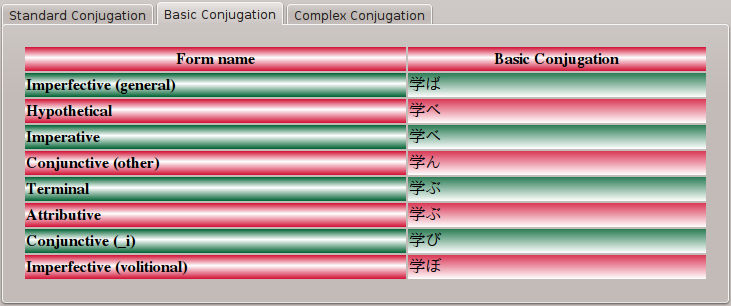 Standard Conjugation Basic Conjugation Complex Conjugation
Form name Basic Conjugation
Imperfective (general) 学ば
Hypothetical 学べ
Imperative 学べ
Conjunctive (other) 学ん
Terminal 学ぶ
Attributive 学ぶ
Conjunctive (_i) 学び
Imperfective (volitional) 学ぼ